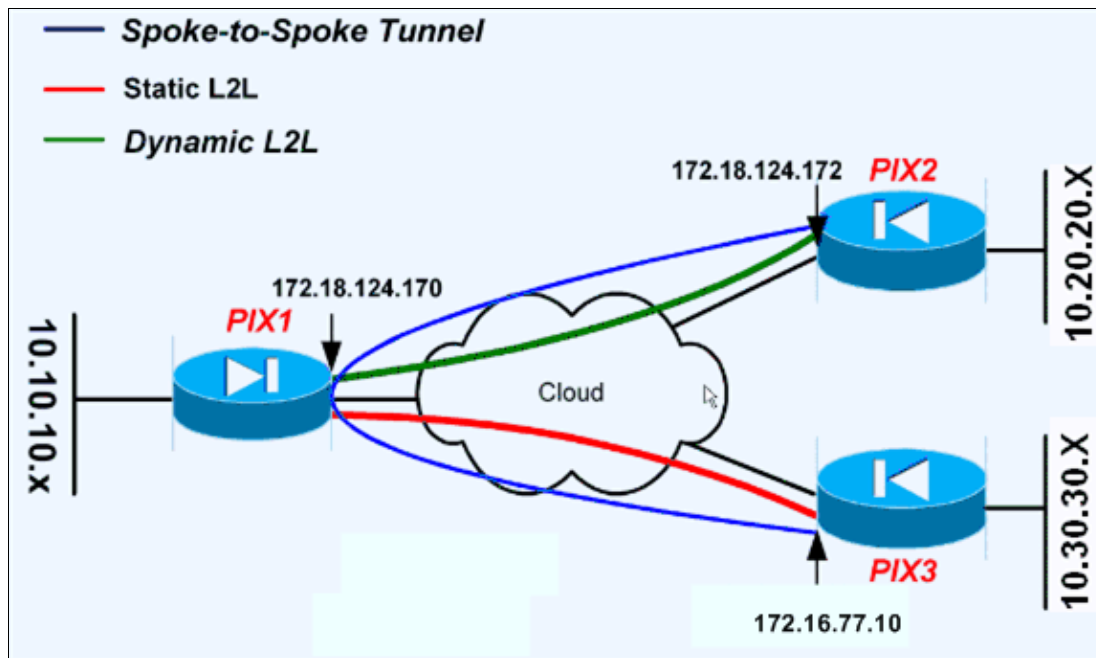 Spoke-to-Spoke Tunnel
Static L2L
Dynamic L2L
172.18.124.172
PIX2
10.20.20.X
172.18.124.170
PIX1
10.10.10.x
Cloud
10.30.30.X
PIX3
172.16.77.10